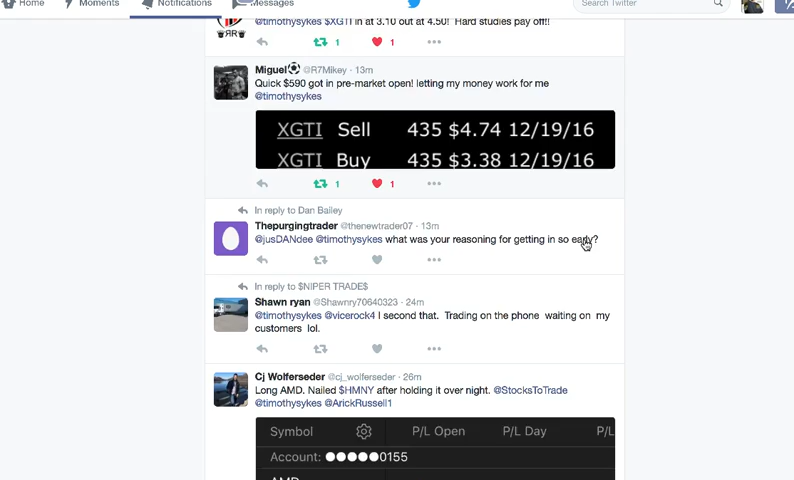 Home Moments Notifications Messages Search Twitter
@timothysykes $XGTI in at 3.10 out at 4.50! Hard studies pay off!!
ЯR
1 1
Miguel⚽ @R7Mikey · 13m
Quick $590 got in pre-market open! letting my money work for me
@timothysykes
XGTI Sell 435 $4.74 12/19/16
XGTI Buy 435 $3.38 12/19/16
1 1
In reply to Dan Bailey
Thepurgingtrader @thenewtrader07 · 13m
@jusDANdee @timothysykes what was your reasoning for getting in so early?
In reply to $NIPER TRADE$
Shawn ryan @Shawnry70640323 · 24m
@timothysykes @vicerock4 I second that. Trading on the phone waiting on my
customers lol.
Cj Wolferseder @cj_wolferseder · 26m
Long AMD. Nailed $HMNY after holding it over night. @StocksToTrade
@timothysykes @ArickRussell1
Symbol P/L Open P/L Day P/L
Account: ●●●●●0155
AMD